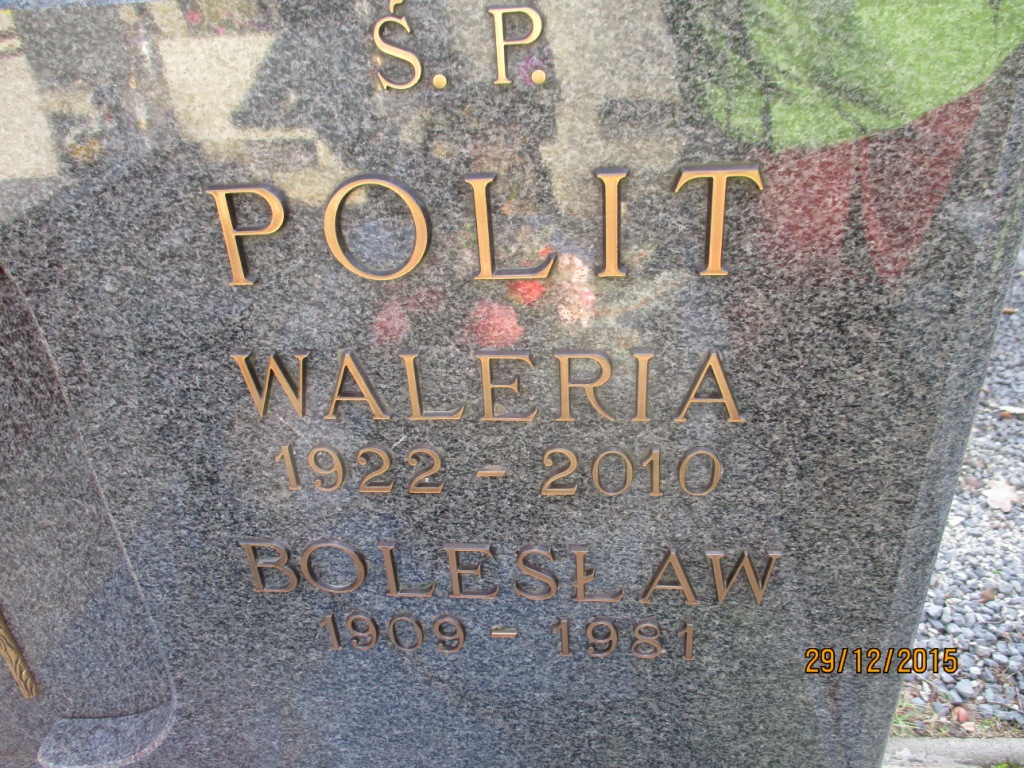 Ś. P.
POLIT
WALERIA
1922 - 2010
BOLESŁAW
1909 - 1981
29/12/2015